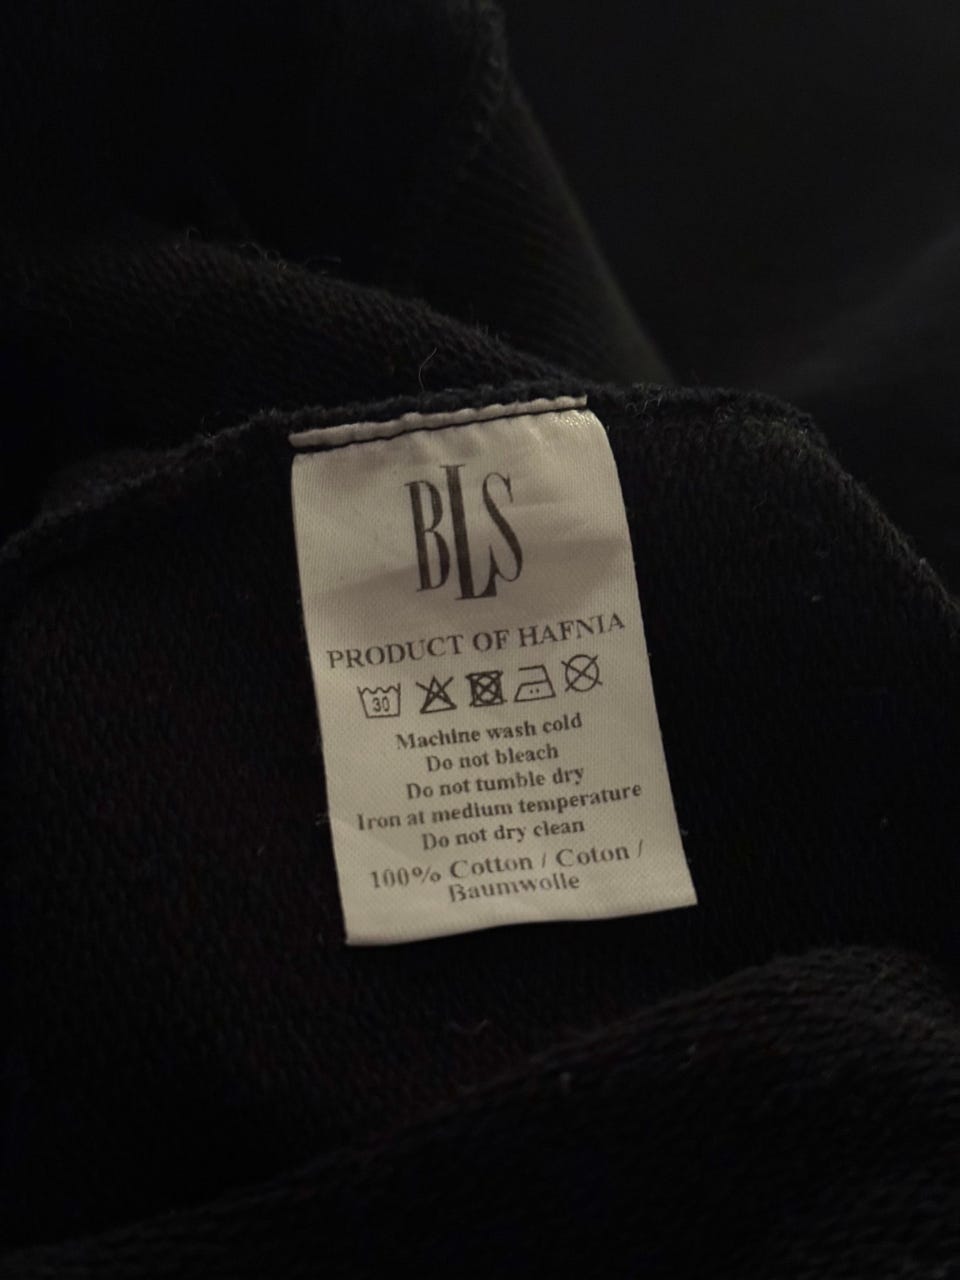 BLS
PRODUCT OF HAFNIA
30
Machine wash cold
Do not bleach
Do not tumble dry
Iron at medium temperature
Do not dry clean
100% Cotton / Coton /
Baumwolle